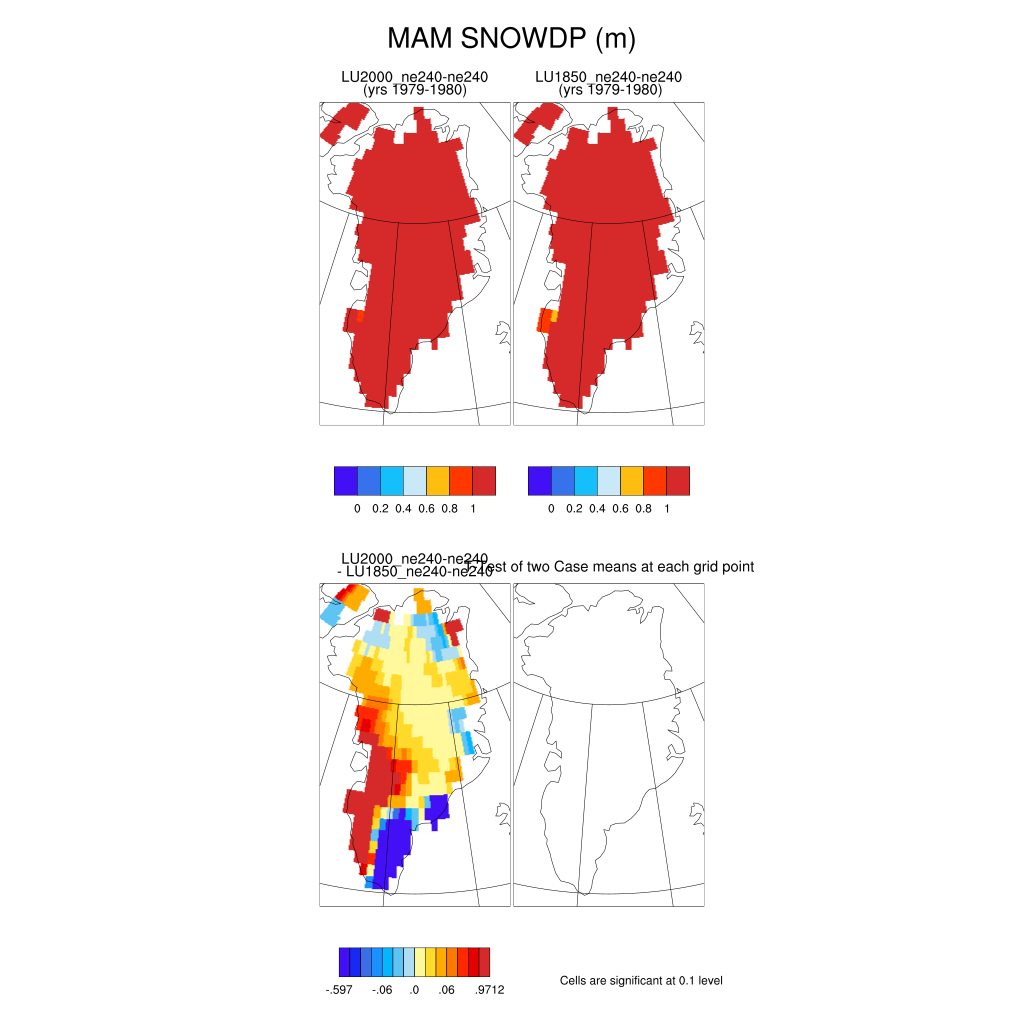 MAM SNOWDP (m)
LU2000_ne240-ne240
(yrs 1979-1980)
LU1850_ne240-ne240
(yrs 1979-1980)
0 0.2 0.4 0.6 0.8 1
0 0.2 0.4 0.6 0.8 1
LU2000_ne240-ne240
- LU1850_ne240-ne240
T-Test of two Case means at each grid point
-.597 -.06 .0 .06 .9712
Cells are significant at 0.1 level